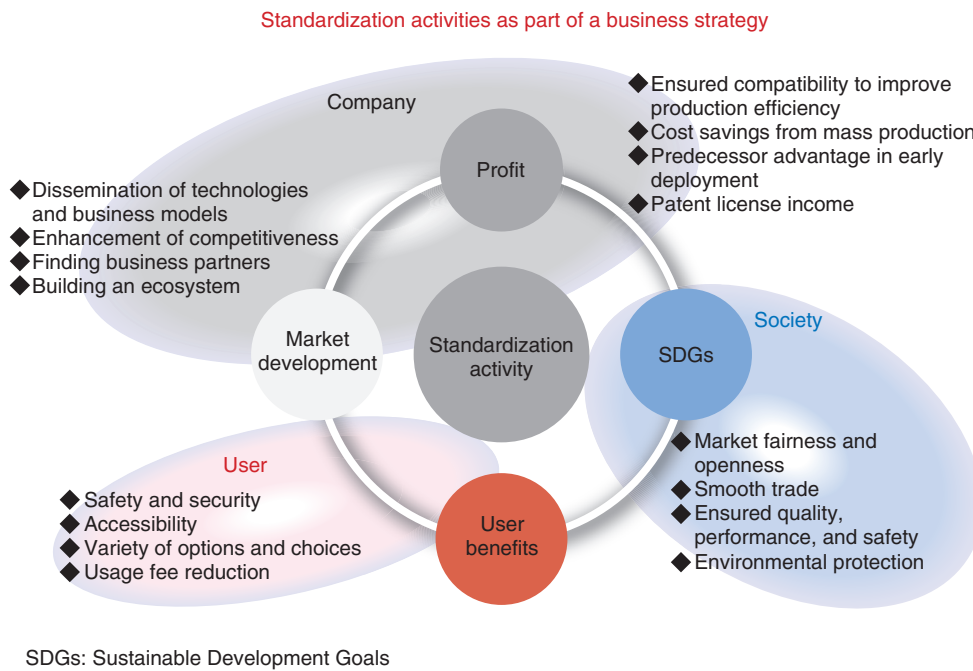 Standardization activities as part of a business strategy
Company
Profit
◆ Ensured compatibility to improve
production efficiency
◆ Cost savings from mass production
◆ Predecessor advantage in early
deployment
◆ Patent license income
◆ Dissemination of technologies
and business models
◆ Enhancement of competitiveness
◆ Finding business partners
◆ Building an ecosystem
Market
development
Standardization
activity
Society
SDGs
◆ Market fairness and
openness
◆ Smooth trade
◆ Ensured quality,
performance, and safety
◆ Environmental protection
User
◆ Safety and security
◆ Accessibility
◆ Variety of options and choices
◆ Usage fee reduction
User
benefits
SDGs: Sustainable Development Goals